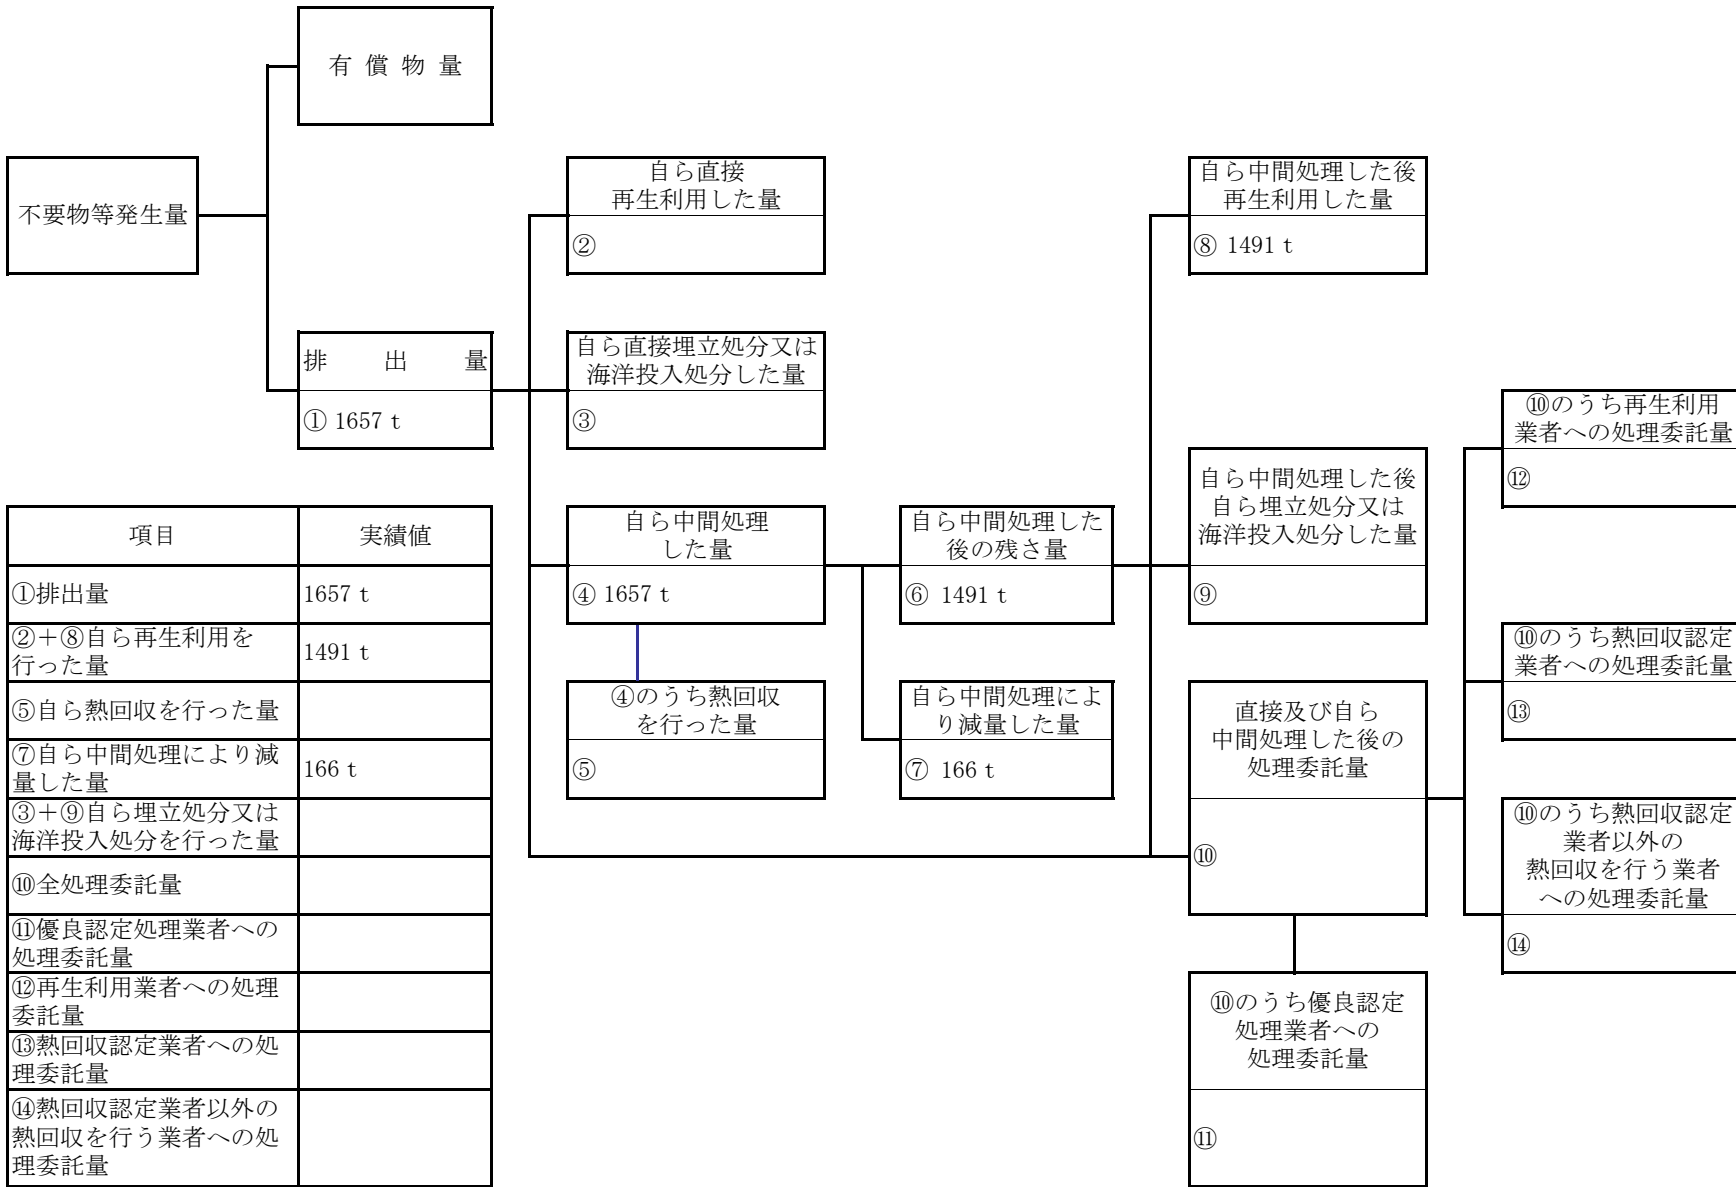 有 償 物 量
不要物等発生量
排 出 量
① 1657 t
自ら直接
再生利用した量
②
自ら直接埋立処分又は
海洋投入処分した量
③
自ら中間処理
した量
④ 1657 t
④のうち熱回収
を行った量
⑤
自ら中間処理した
後の残さ量
⑥ 1491 t
自ら中間処理によ
り減量した量
⑦ 166 t
自ら中間処理した後
再生利用した量
⑧ 1491 t
自ら中間処理した後
自ら埋立処分又は
海洋投入処分した量
⑨
直接及び自ら
中間処理した後の
処理委託量
⑩
⑩のうち優良認定
処理業者への
処理委託量
⑪
⑩のうち再生利用
業者への処理委託量
⑫
⑩のうち熱回収認定
業者への処理委託量
⑬
⑩のうち熱回収認定
業者以外の
熱回収を行う業者
への処理委託量
⑭
項目 実績値
①排出量 1657 t
②+⑧自ら再生利用を
行った量 1491 t
⑤自ら熱回収を行った量
⑦自ら中間処理により減
量した量 166 t
③+⑨自ら埋立処分又は
海洋投入処分を行った量
⑩全処理委託量
⑪優良認定処理業者への
処理委託量
⑫再生利用業者への処理
委託量
⑬熱回収認定業者への処
理委託量
⑭熱回収認定業者以外の
熱回収を行う業者への処
理委託量